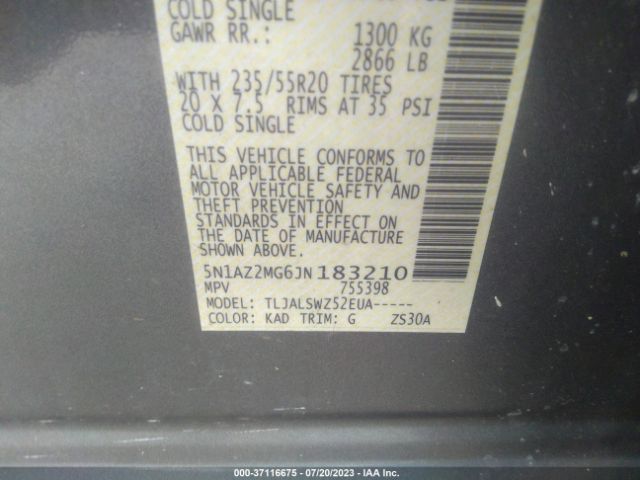 COLD SINGLE
GAWR RR.: 1300 KG
2866 LB
WITH 235/55R20 TIRES
20 X 7.5 RIMS AT 35 PSI
COLD SINGLE
THIS VEHICLE CONFORMS TO
ALL APPLICABLE FEDERAL
MOTOR VEHICLE SAFETY AND
THEFT PREVENTION
STANDARDS IN EFFECT ON
THE DATE OF MANUFACTURE
SHOWN ABOVE.
5N1AZ2MG6JN183210
MPV 755398
MODEL: TLJALSWZ52EUA-----
COLOR: KAD TRIM: G ZS30A
000-37116675 / 07/20/2023 - IAA Inc.